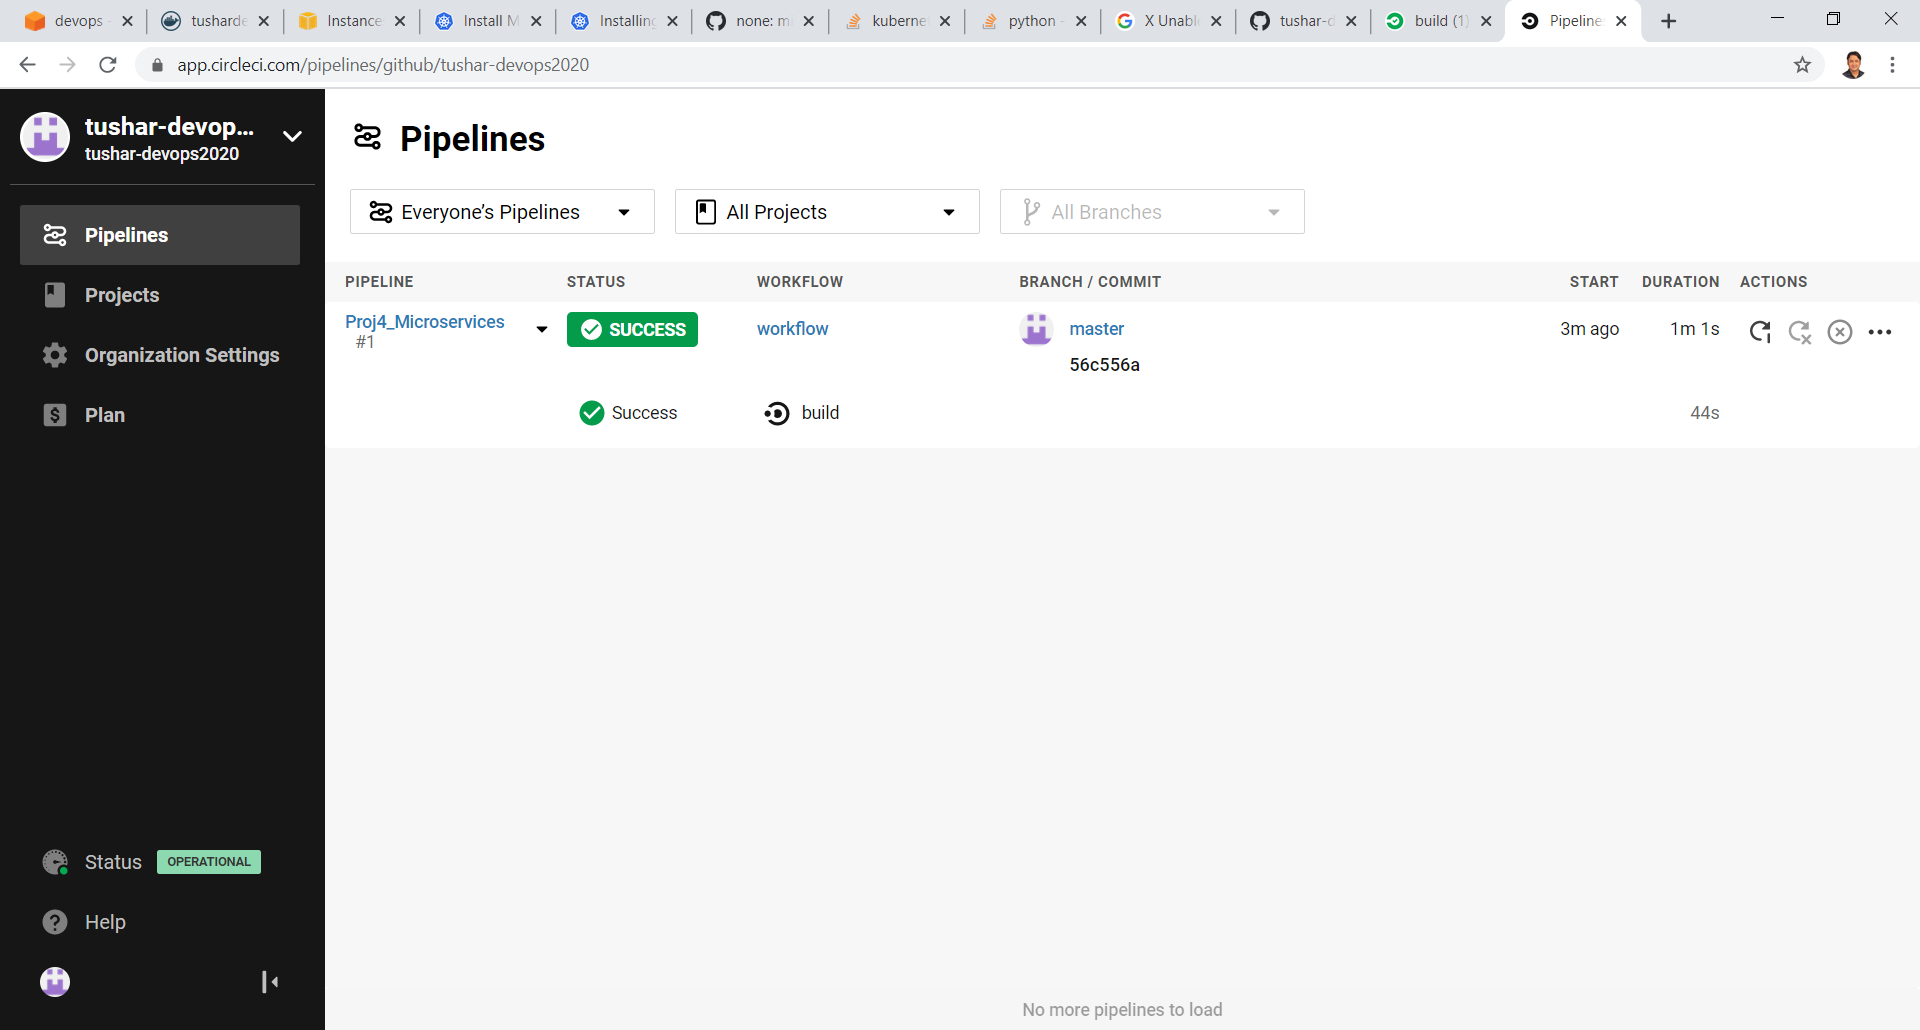 devops -
tusharde
Instance
Install M
Installing
none: mi
kuberne
python -
X Unabl
tushar-d
build (1)
Pipeline
app.circleci.com/pipelines/github/tushar-devops2020
tushar-devop...
tushar-devops2020
Pipelines
Projects
Organization Settings
Plan
Status OPERATIONAL
Help
Pipelines
Everyone’s Pipelines
All Projects
All Branches
PIPELINE STATUS WORKFLOW BRANCH / COMMIT START DURATION ACTIONS
Proj4_Microservices SUCCESS workflow master 3m ago 1m 1s
#1
56c556a
Success build 44s
No more pipelines to load